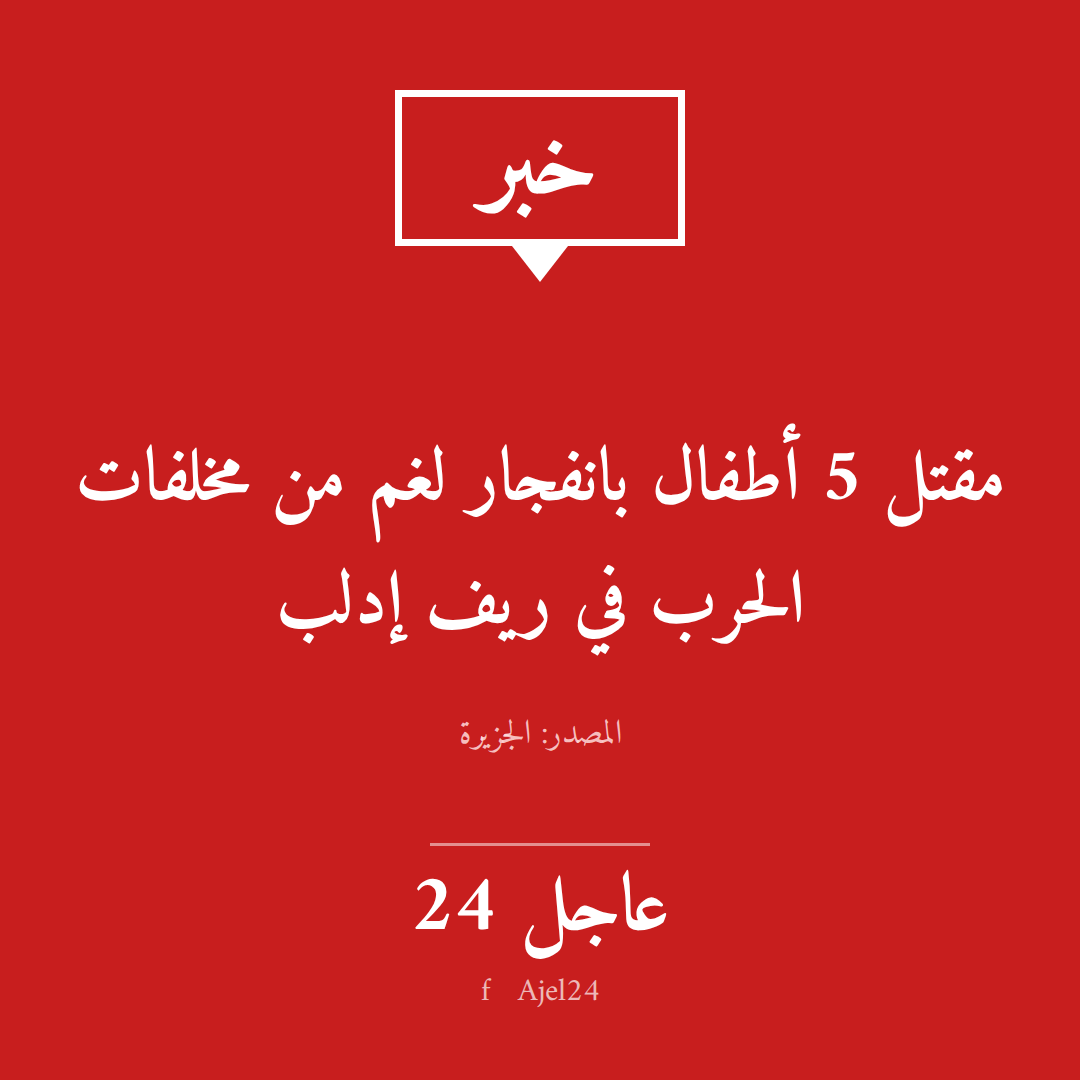 خبر
مقتل 5 أطفال بانفجار لغم من مخلفات
الحرب في ريف إدلب
المصدر: الجزيرة
عاجل 24
f Ajel24